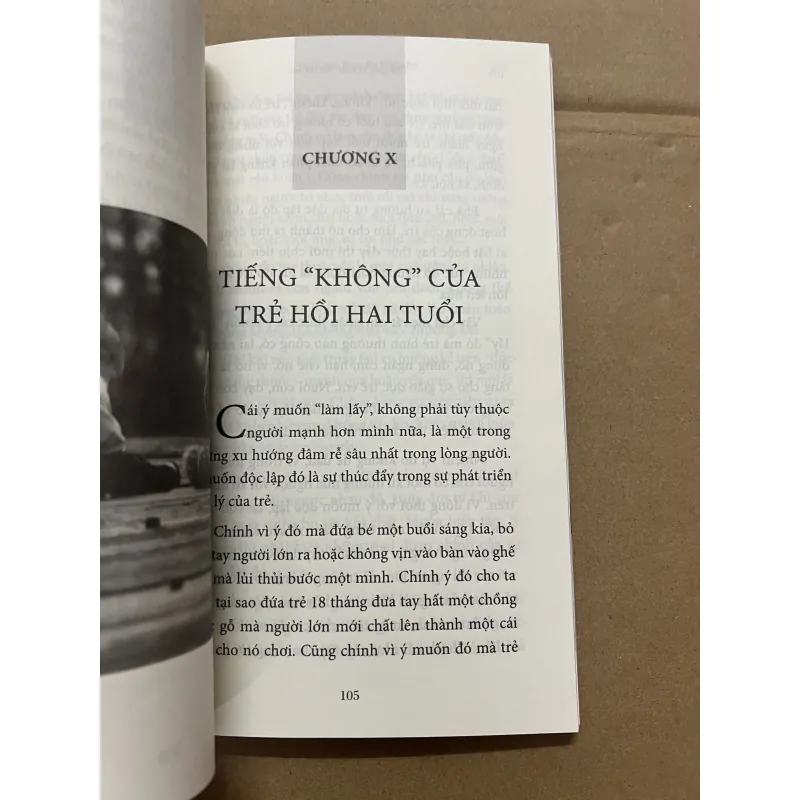 CHƯƠNG X
TIẾNG “KHÔNG” CỦA
TRẺ HỒI HAI TUỔI
Cái ý muốn “làm lấy”, không phải tùy thuộc
người mạnh hơn mình nữa, là một trong
xu hướng đâm rễ sâu nhất trong lòng người.
độc lập đó là sự thúc đẩy trong sự phát triển
lý của trẻ.
Chính vì ý đó mà đứa bé một buổi sáng kia, bỏ
tay người lớn ra hoặc không vịn vào bàn vào ghế
mà lủi thủi bước một mình. Chính ý đó cho ta
tại sao đứa trẻ 18 tháng đưa tay hất một chồng
gỗ mà người lớn mới chất lên thành một cái
cho nó chơi. Cũng chính vì ý muốn đó mà trẻ
105